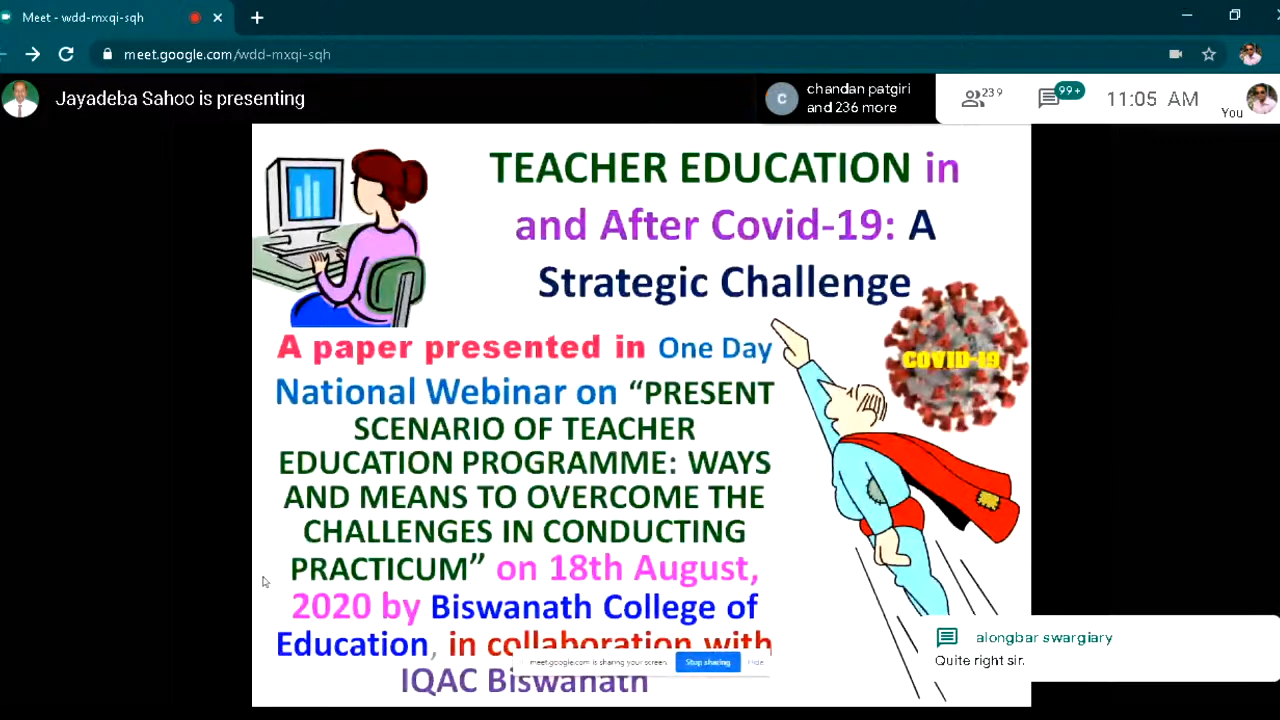 Meet - wdd-mxqi-sqh
meet.google.com/wdd-mxqi-sqh
Jayadeba Sahoo is presenting
c
chandan patgiri
and 236 more
239
99+
11:05 AM
You
TEACHER EDUCATION in
and After Covid-19: A
Strategic Challenge
COVID-19
A paper presented in One Day
National Webinar on “PRESENT
SCENARIO OF TEACHER
EDUCATION PROGRAMME: WAYS
AND MEANS TO OVERCOME THE
CHALLENGES IN CONDUCTING
PRACTICUM” on 18th August,
2020 by Biswanath College of
Education, in collaboration with
IQAC Biswanath
meet.google.com is sharing your screen.
Stop sharing
Hide
alongbar swargiary
Quite right sir.